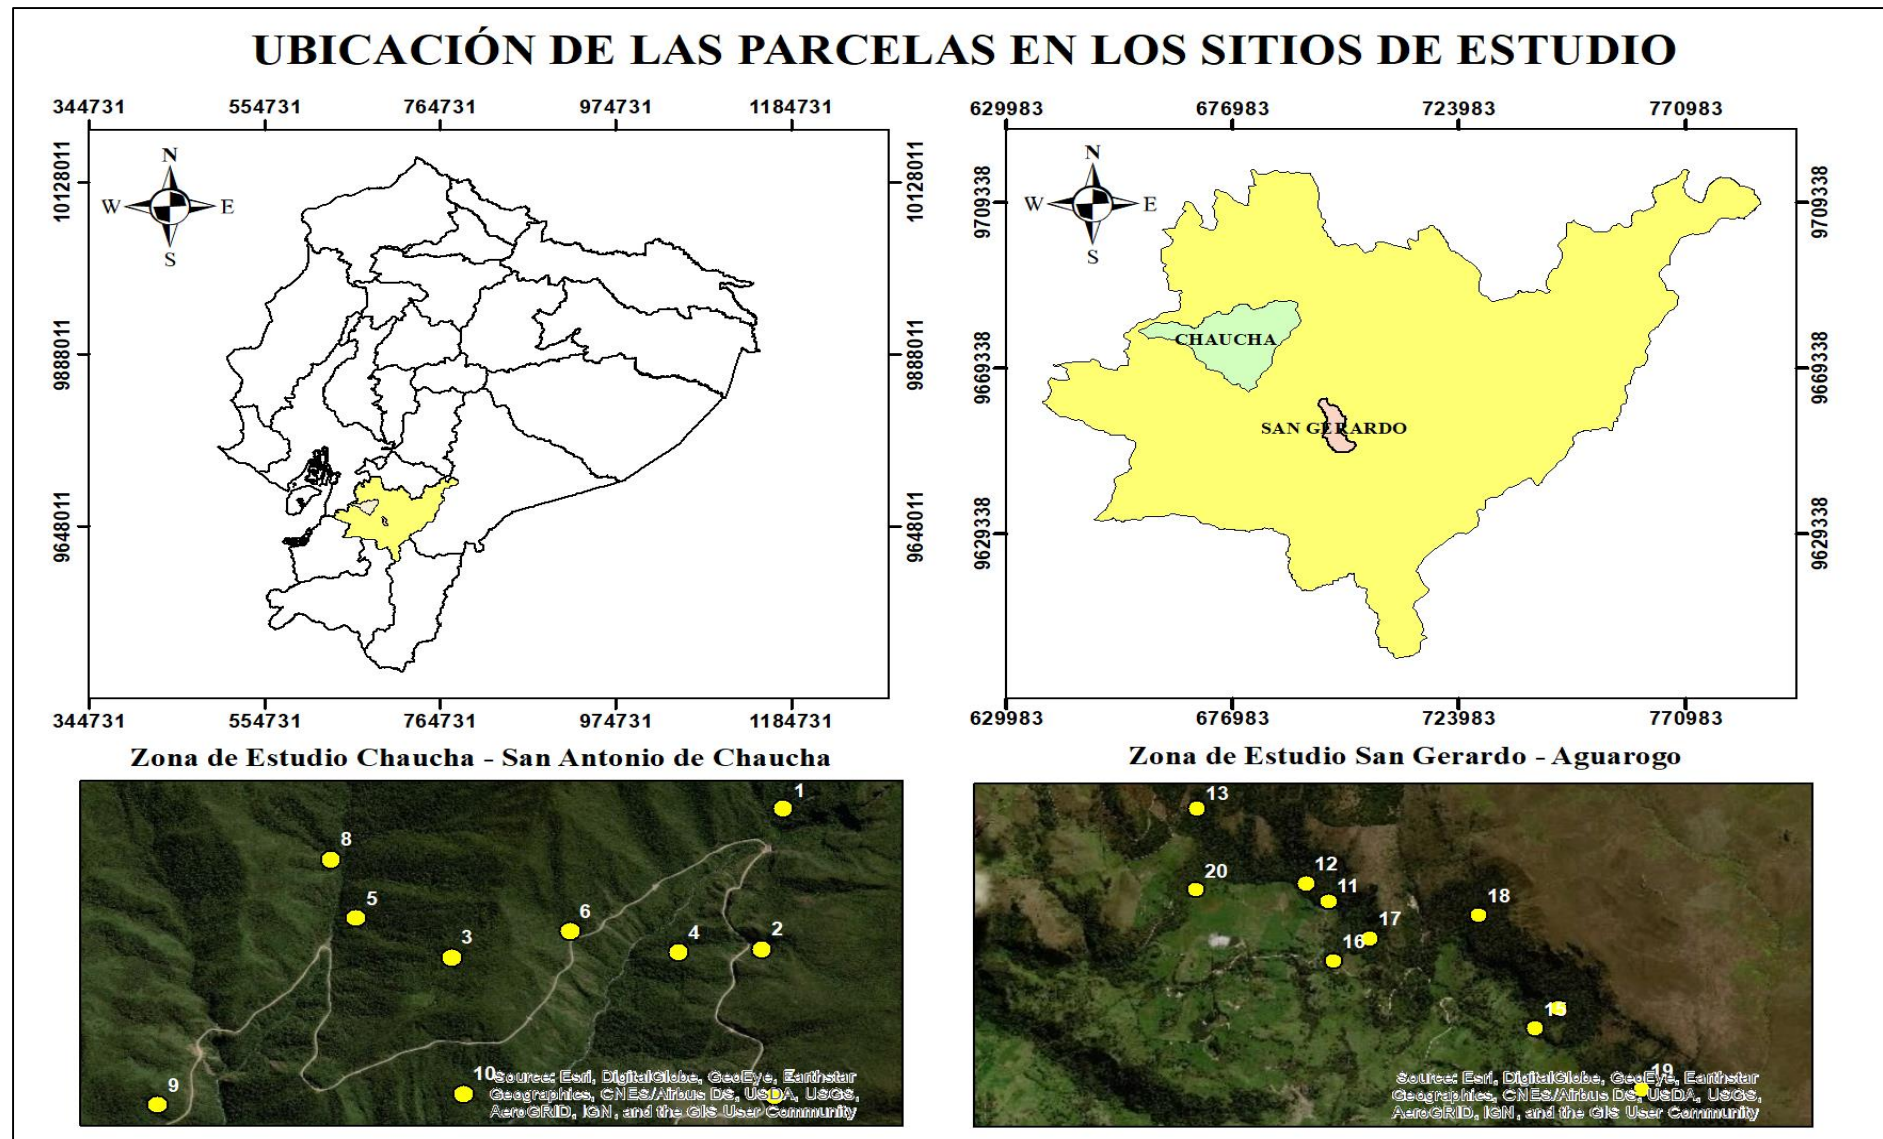 UBICACIÓN DE LAS PARCELAS EN LOS SITIOS DE ESTUDIO
344731 554731 764731 974731 1184731
N
W E
S
10128011
9888011
9648011
10128011
9888011
9648011
344731 554731 764731 974731 1184731
629983 676983 723983 770983
N
W E
S
9709338
9669338
9629338
9709338
9669338
9629338
CHAUCHA
SAN GERARDO
629983 676983 723983 770983
Zona de Estudio Chaucha - San Antonio de Chaucha
1
8
5
6
3
4
2
10
9
Source: Esri, DigitalGlobe, GeoEye, Earthstar
Geographics, CNES/Airbus DS, USDA, USGS,
AeroGRID, IGN, and the GIS User Community
Zona de Estudio San Gerardo - Aguarogo
13
20
12
11
18
17
16
19
Source: Esri, DigitalGlobe, GeoEye, Earthstar
Geographics, CNES/Airbus DS, USDA, USGS,
AeroGRID, IGN, and the GIS User Community